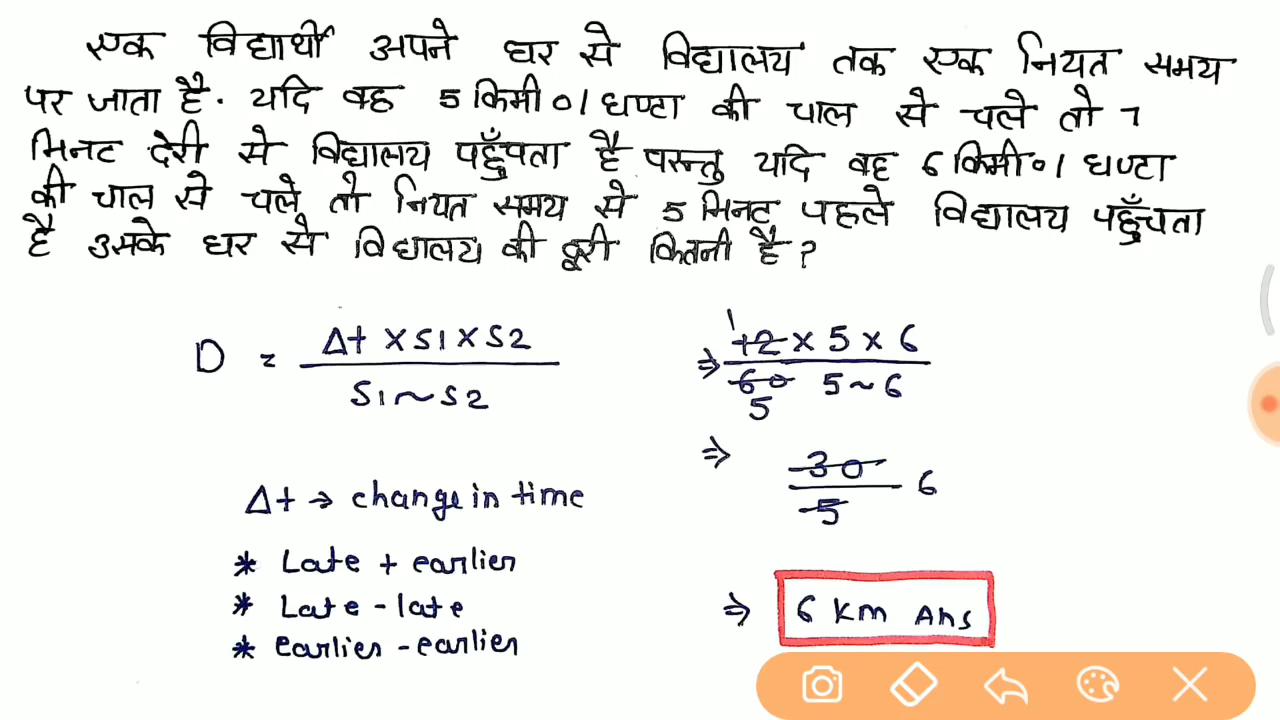 एक विद्यार्थी अपने घर से विद्यालय तक एक नियत समय
पर जाता है. यदि वह 5 किमी०/घण्टा की चाल से चले तो 7
मिनट देरी से विद्यालय पहुँचता है परन्तु यदि वह 6 किमी०/घण्टा
की चाल से चले तो नियत समय से 5 मिनट पहले विद्यालय पहुँचता
है उसके घर से विद्यालय की दूरी कितनी है?
D = Δt × S1 × S2
S1 ~ S2
Δt → change in time
* Late + earlier
* Late - late
* earlier - earlier
1
⇒ 12 × 5 × 6
60 5 ~ 6
5
⇒ 30
5 6
⇒ 6 Km Ans